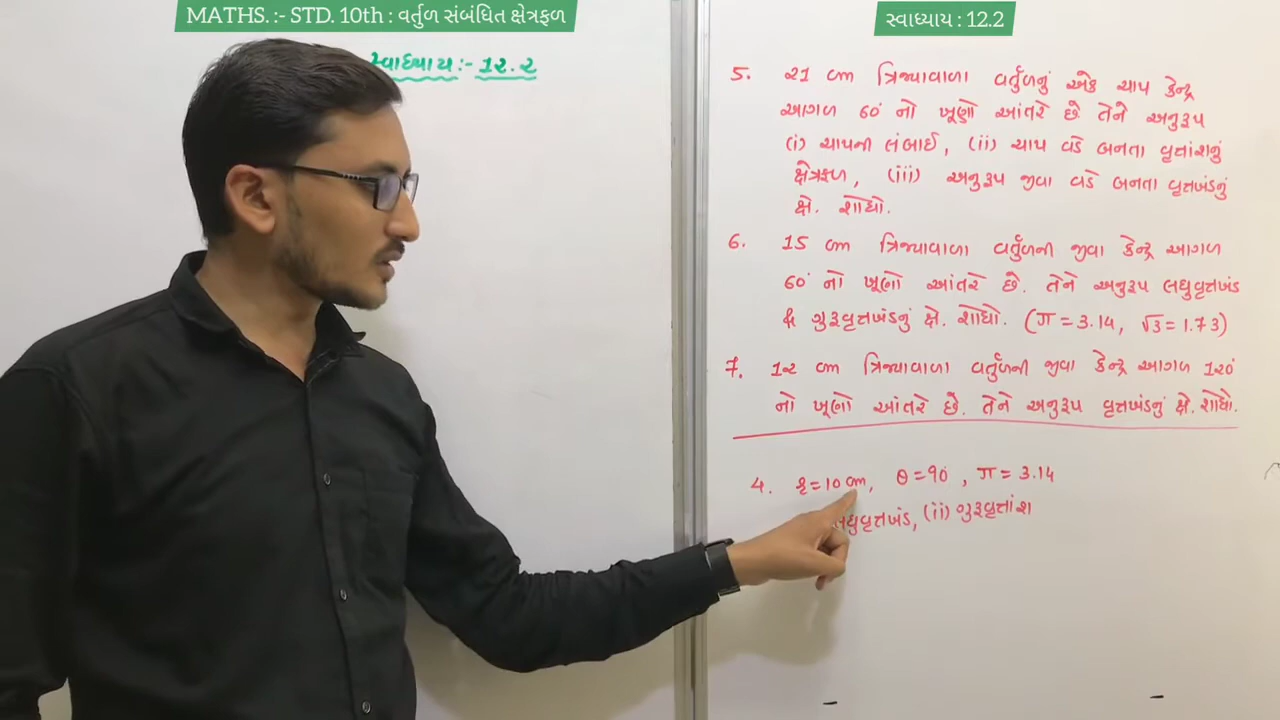 MATHS. :- STD. 10th : વર્તુળ સંબંધિત ક્ષેત્રફળ
સ્વાધ્યાય : 12.2
સ્વાધ્યાય :- 12.2
5. 21 cm ત્રિજ્યાવાળા વર્તુળનું એક ચાપ કેન્દ્ર
આગળ 60° નો ખૂણો આંતરે છે તેને અનુરૂપ
(i) ચાપની લંબાઈ, (ii) ચાપ વડે બનતા વૃત્તાંશનું
ક્ષેત્રફળ, (iii) અનુરૂપ જીવા વડે બનતા વૃત્તખંડનું
ક્ષે. શોધો.
6. 15 cm ત્રિજ્યાવાળા વર્તુળની જીવા કેન્દ્ર આગળ
60° નો ખૂણો આંતરે છે. તેને અનુરૂપ લઘુવૃત્તખંડ
& ગુરૂવૃત્તખંડનું ક્ષે. શોધો. (π = 3.14, √3 = 1.73)
7. 12 cm ત્રિજ્યાવાળા વર્તુળની જીવા કેન્દ્ર આગળ 120°
નો ખૂણો આંતરે છે. તેને અનુરૂપ વૃત્તખંડનું ક્ષે. શોધો.
4. r = 10 cm, θ = 90°, π = 3.14
લઘુવૃત્તખંડ, (ii) ગુરૂવૃત્તાંશ